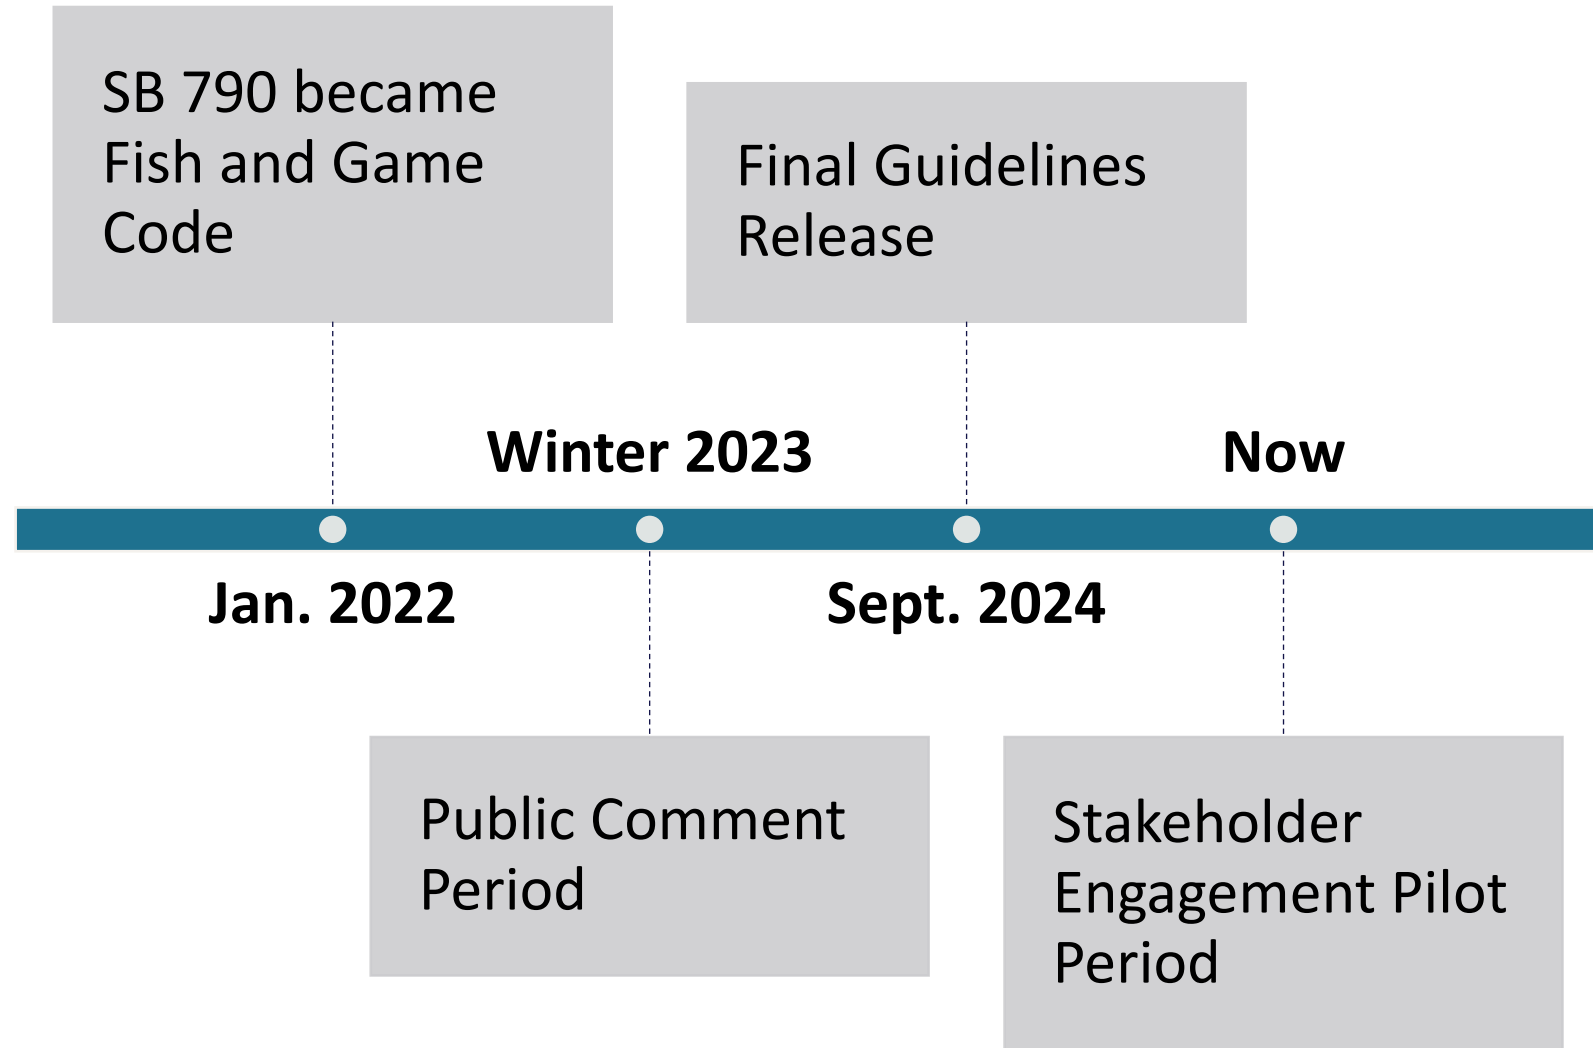 SB 790 became
Fish and Game
Code
Final Guidelines
Release
Winter 2023
Now
Jan. 2022
Sept. 2024
Public Comment
Period
Stakeholder
Engagement Pilot
Period